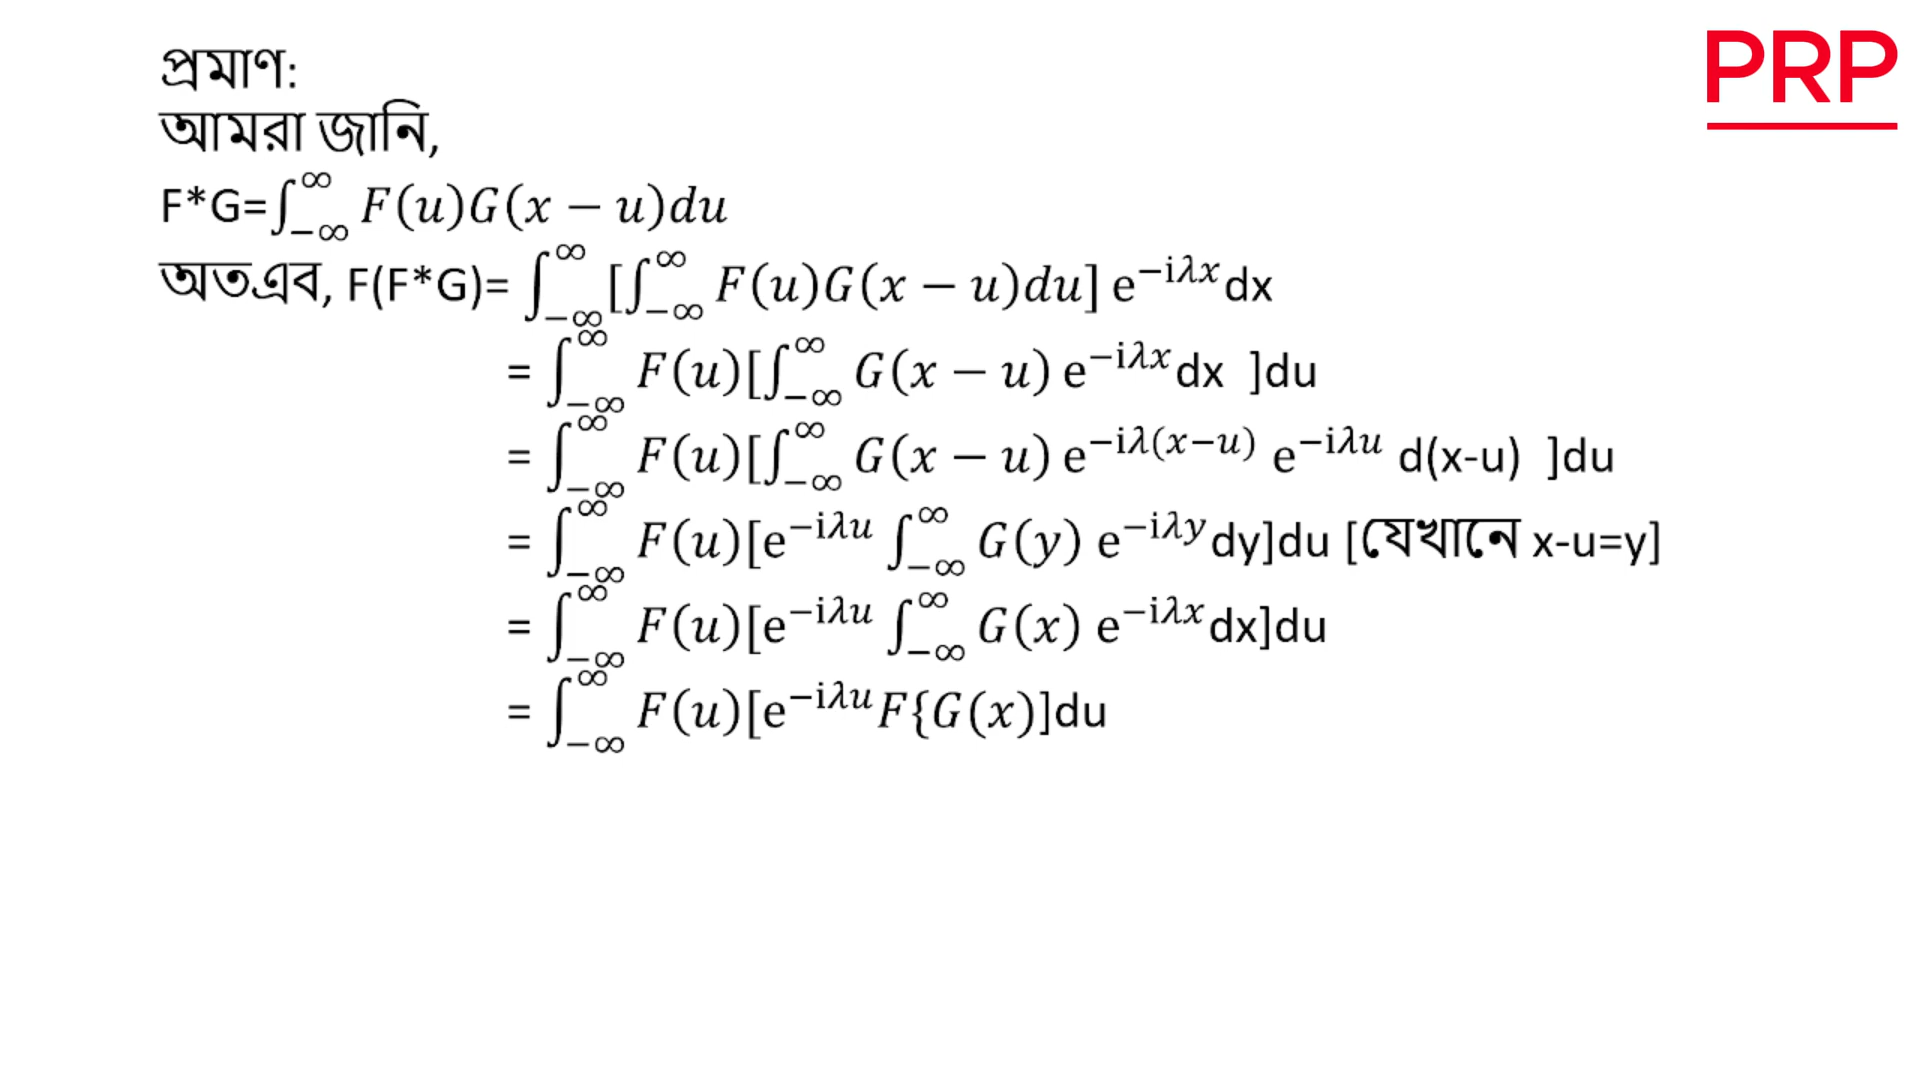 PRP
প্রমাণ:
আমরা জানি,
F*G=∫_{−∞}^{∞} F(u)G(x − u)du
অতএব, F(F*G)= ∫_{−∞}^{∞} [∫_{−∞}^{∞} F(u)G(x − u)du] e^{−iλx}dx
= ∫_{−∞}^{∞} F(u)[∫_{−∞}^{∞} G(x − u) e^{−iλx}dx ]du
= ∫_{−∞}^{∞} F(u)[∫_{−∞}^{∞} G(x − u) e^{−iλ(x−u)} e^{−iλu} d(x-u) ]du
= ∫_{−∞}^{∞} F(u)[e^{−iλu} ∫_{−∞}^{∞} G(y) e^{−iλy}dy]du [যেখানে x-u=y]
= ∫_{−∞}^{∞} F(u)[e^{−iλu} ∫_{−∞}^{∞} G(x) e^{−iλx}dx]du
= ∫_{−∞}^{∞} F(u)[e^{−iλu}F{G(x)]du